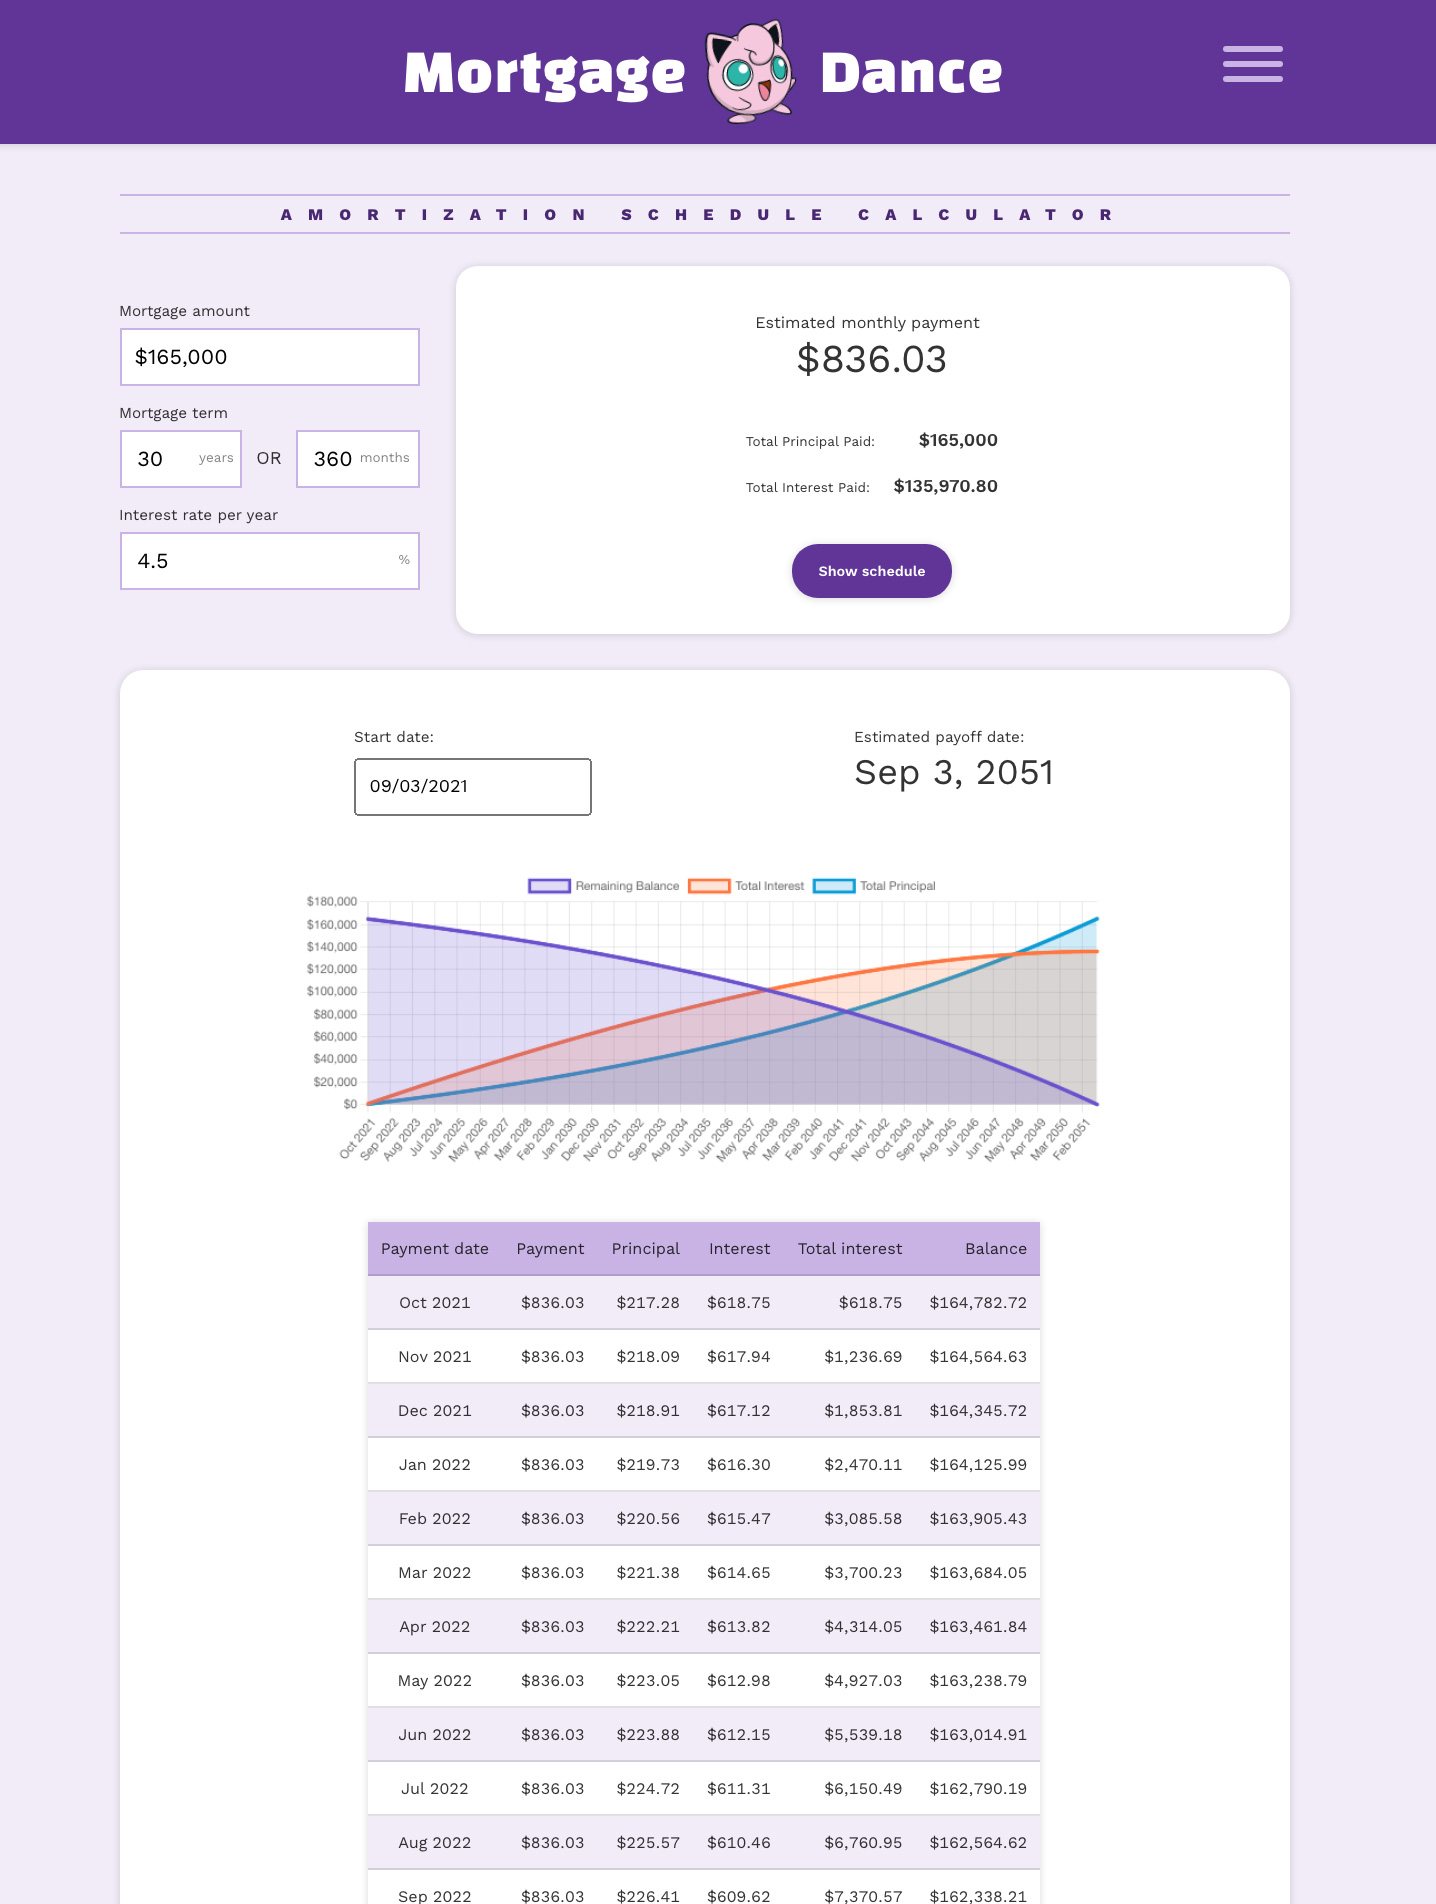 Mortgage Dance
AMORTIZATION SCHEDULE CALCULATOR
Mortgage amount
$165,000
Mortgage term
30 years OR 360 months
Interest rate per year
4.5 %
Estimated monthly payment
$836.03
Total Principal Paid: $165,000
Total Interest Paid: $135,970.80
Show schedule
Start date:
09/03/2021
Estimated payoff date:
Sep 3, 2051
Remaining Balance Total Interest Total Principal
$180,000
$160,000
$140,000
$120,000
$100,000
$80,000
$60,000
$40,000
$20,000
$0
Oct 2021 Sep 2022 Aug 2023 Jul 2024 Jun 2025 May 2026 Apr 2027 Mar 2028 Feb 2029 Jan 2030 Dec 2030 Nov 2031 Oct 2032 Sep 2033 Aug 2034 Jul 2035 Jun 2036 May 2037 Apr 2038 Mar 2039 Feb 2040 Jan 2041 Dec 2041 Nov 2042 Oct 2043 Sep 2044 Aug 2045 Jul 2046 Jun 2047 May 2048 Apr 2049 Mar 2050 Feb 2051
Payment date Payment Principal Interest Total interest Balance
Oct 2021 $836.03 $217.28 $618.75 $618.75 $164,782.72
Nov 2021 $836.03 $218.09 $617.94 $1,236.69 $164,564.63
Dec 2021 $836.03 $218.91 $617.12 $1,853.81 $164,345.72
Jan 2022 $836.03 $219.73 $616.30 $2,470.11 $164,125.99
Feb 2022 $836.03 $220.56 $615.47 $3,085.58 $163,905.43
Mar 2022 $836.03 $221.38 $614.65 $3,700.23 $163,684.05
Apr 2022 $836.03 $222.21 $613.82 $4,314.05 $163,461.84
May 2022 $836.03 $223.05 $612.98 $4,927.03 $163,238.79
Jun 2022 $836.03 $223.88 $612.15 $5,539.18 $163,014.91
Jul 2022 $836.03 $224.72 $611.31 $6,150.49 $162,790.19
Aug 2022 $836.03 $225.57 $610.46 $6,760.95 $162,564.62
Sep 2022 $836.03 $226.41 $609.62 $7,370.57 $162,338.21